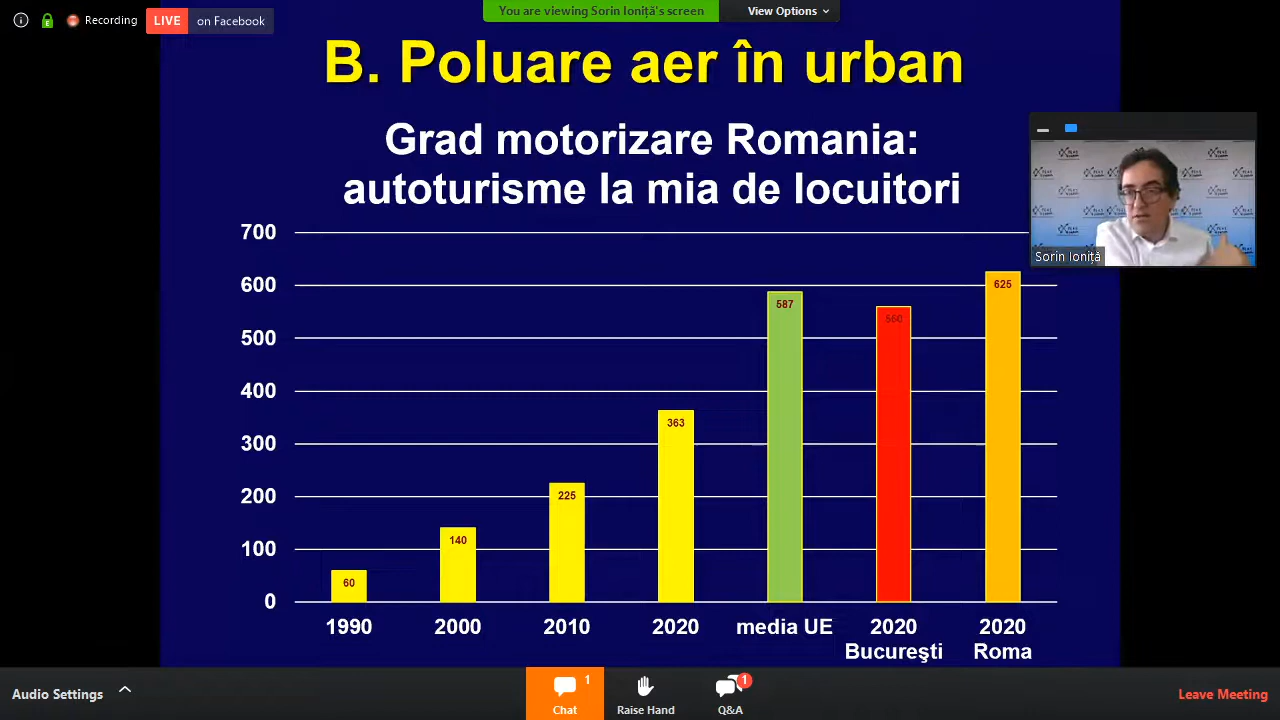 Recording
LIVE on Facebook
You are viewing Sorin Ioniță's screen
View Options
B. Poluare aer în urban
Grad motorizare Romania:
autoturisme la mia de locuitori
Sorin Ioniță
700
600
500
400
300
200
100
0
60
140
225
363
587
560
625
1990
2000
2010
2020
media UE
2020
Bucureşti
2020
Roma
Audio Settings
1
Chat
Raise Hand
1
Q&A
Leave Meeting